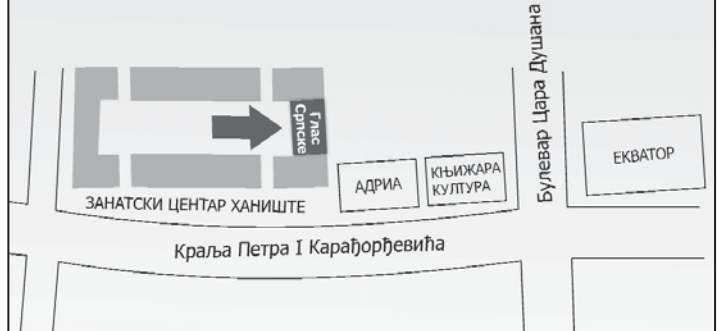 Глас
Српске
Булевар Цара Душана
АДРИА
КЊИЖАРА
КУЛТУРА
ЕКВАТОР
ЗАНАТСКИ ЦЕНТАР ХАНИШТЕ
Краља Петра I Карађорђевића